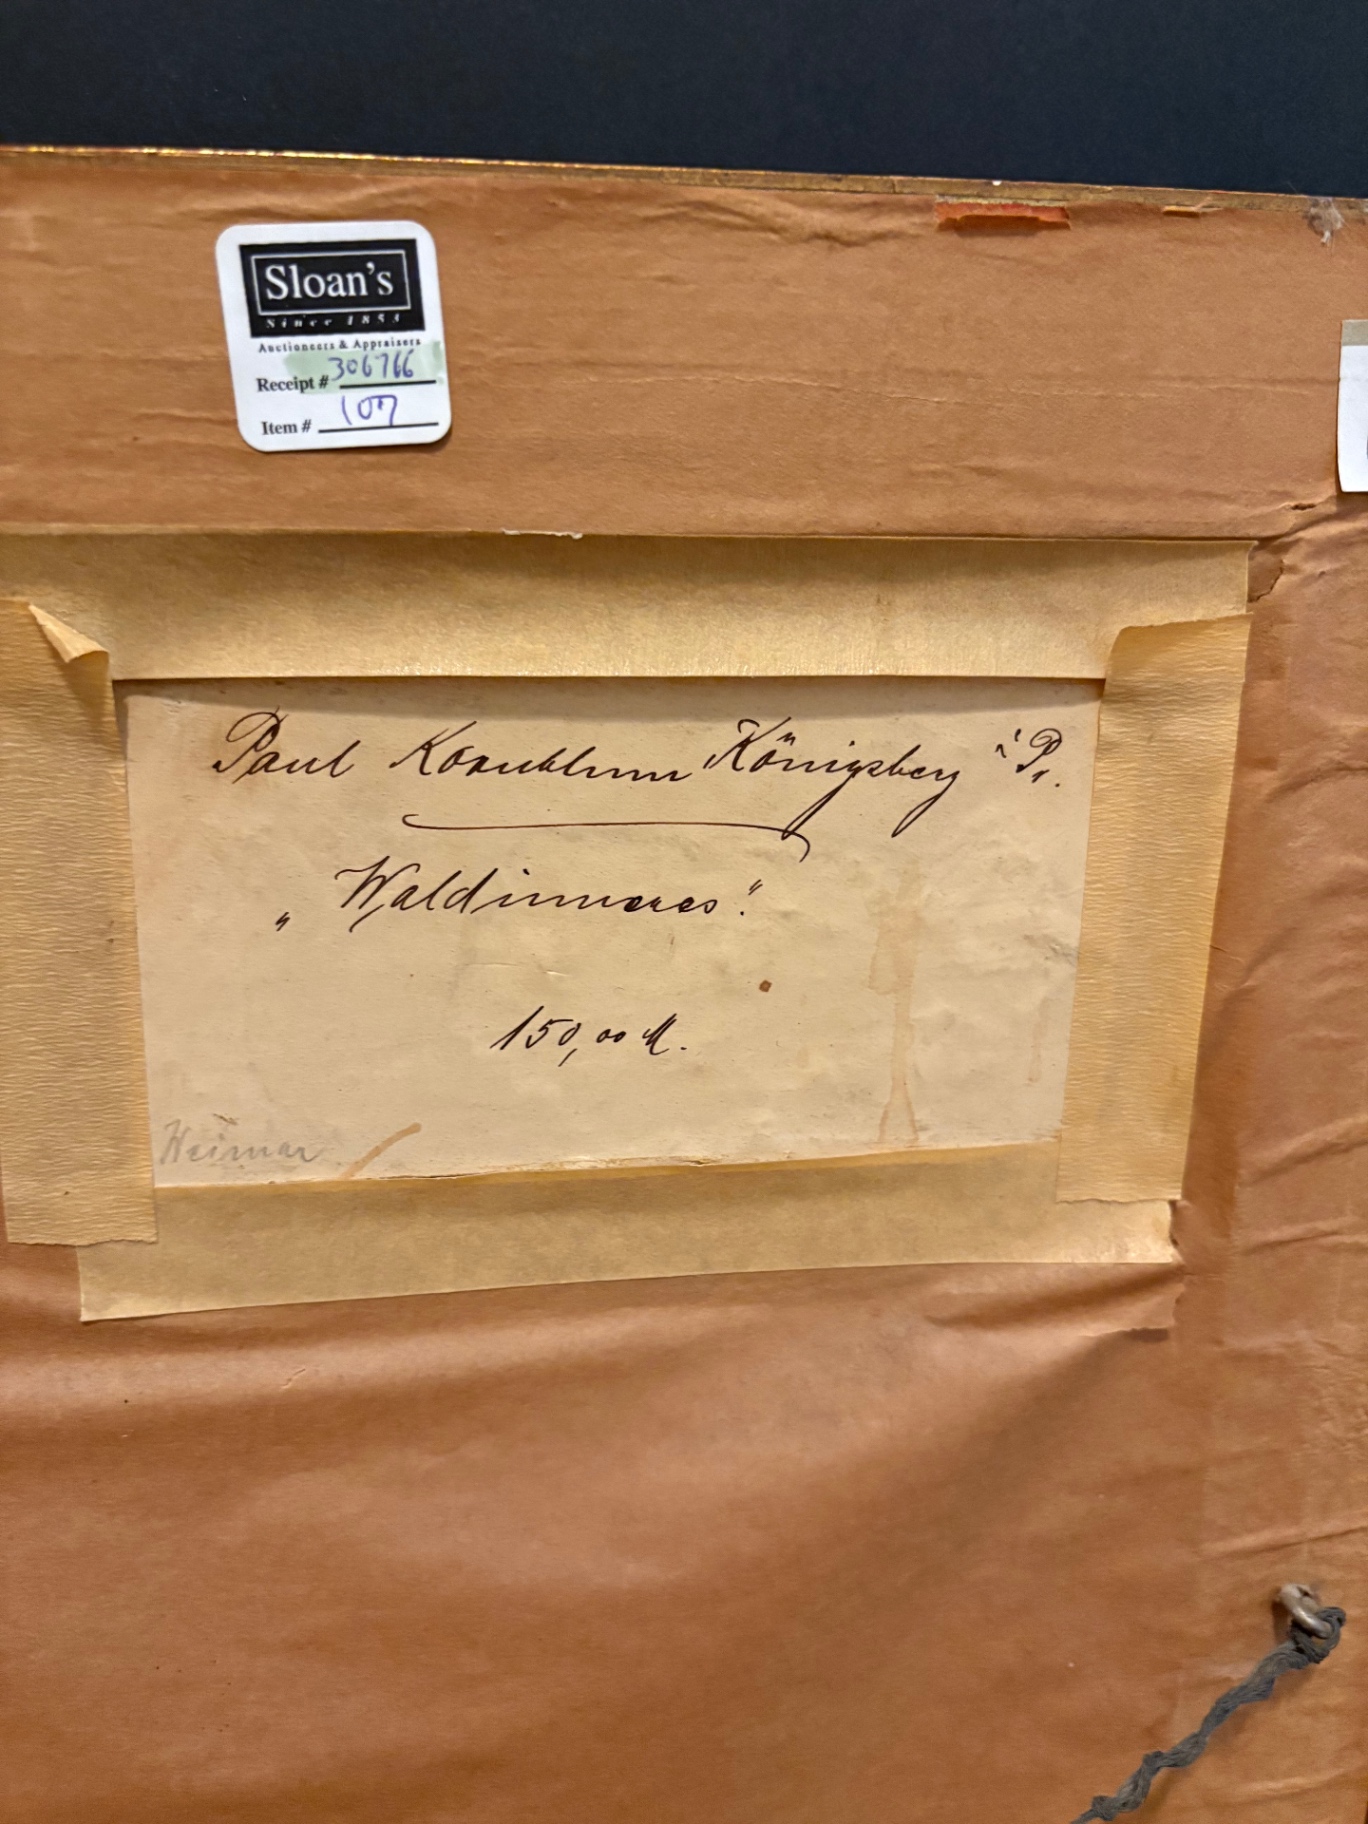 Sloan's
Since 1853
Auctioneers & Appraisers
Receipt # 306766
Item # 107
Paul Kornblum Königsberg i. Pr.
„Waldinneres".
150,00 M.
Weimar